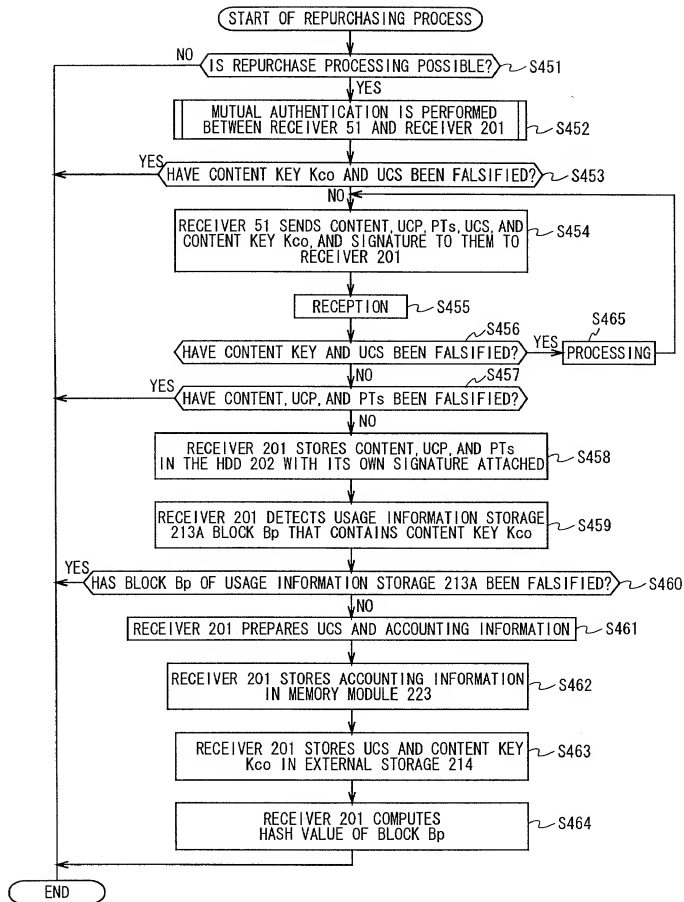 START OF REPURCHASING PROCESS
NO
IS REPURCHASE PROCESSING POSSIBLE?
S451
YES
MUTUAL AUTHENTICATION IS PERFORMED
BETWEEN RECEIVER 51 AND RECEIVER 201
S452
YES
HAVE CONTENT KEY Kco AND UCS BEEN FALSIFIED?
S453
NO
RECEIVER 51 SENDS CONTENT, UCP, PTs, UCS, AND
CONTENT KEY Kco, AND SIGNATURE TO THEM TO
RECEIVER 201
S454
RECEPTION
S455
S456
HAVE CONTENT KEY AND UCS BEEN FALSIFIED?
YES
S465
PROCESSING
NO
S457
YES
HAVE CONTENT, UCP, AND PTs BEEN FALSIFIED?
NO
RECEIVER 201 STORES CONTENT, UCP, AND PTs
IN THE HDD 202 WITH ITS OWN SIGNATURE ATTACHED
S458
RECEIVER 201 DETECTS USAGE INFORMATION STORAGE
213A BLOCK Bp THAT CONTAINS CONTENT KEY Kco
S459
YES
HAS BLOCK Bp OF USAGE INFORMATION STORAGE 213A BEEN FALSIFIED?
S460
NO
RECEIVER 201 PREPARES UCS AND ACCOUNTING INFORMATION
S461
RECEIVER 201 STORES ACCOUNTING INFORMATION
IN MEMORY MODULE 223
S462
RECEIVER 201 STORES UCS AND CONTENT KEY
Kco IN EXTERNAL STORAGE 214
S463
RECEIVER 201 COMPUTES
HASH VALUE OF BLOCK Bp
S464
END